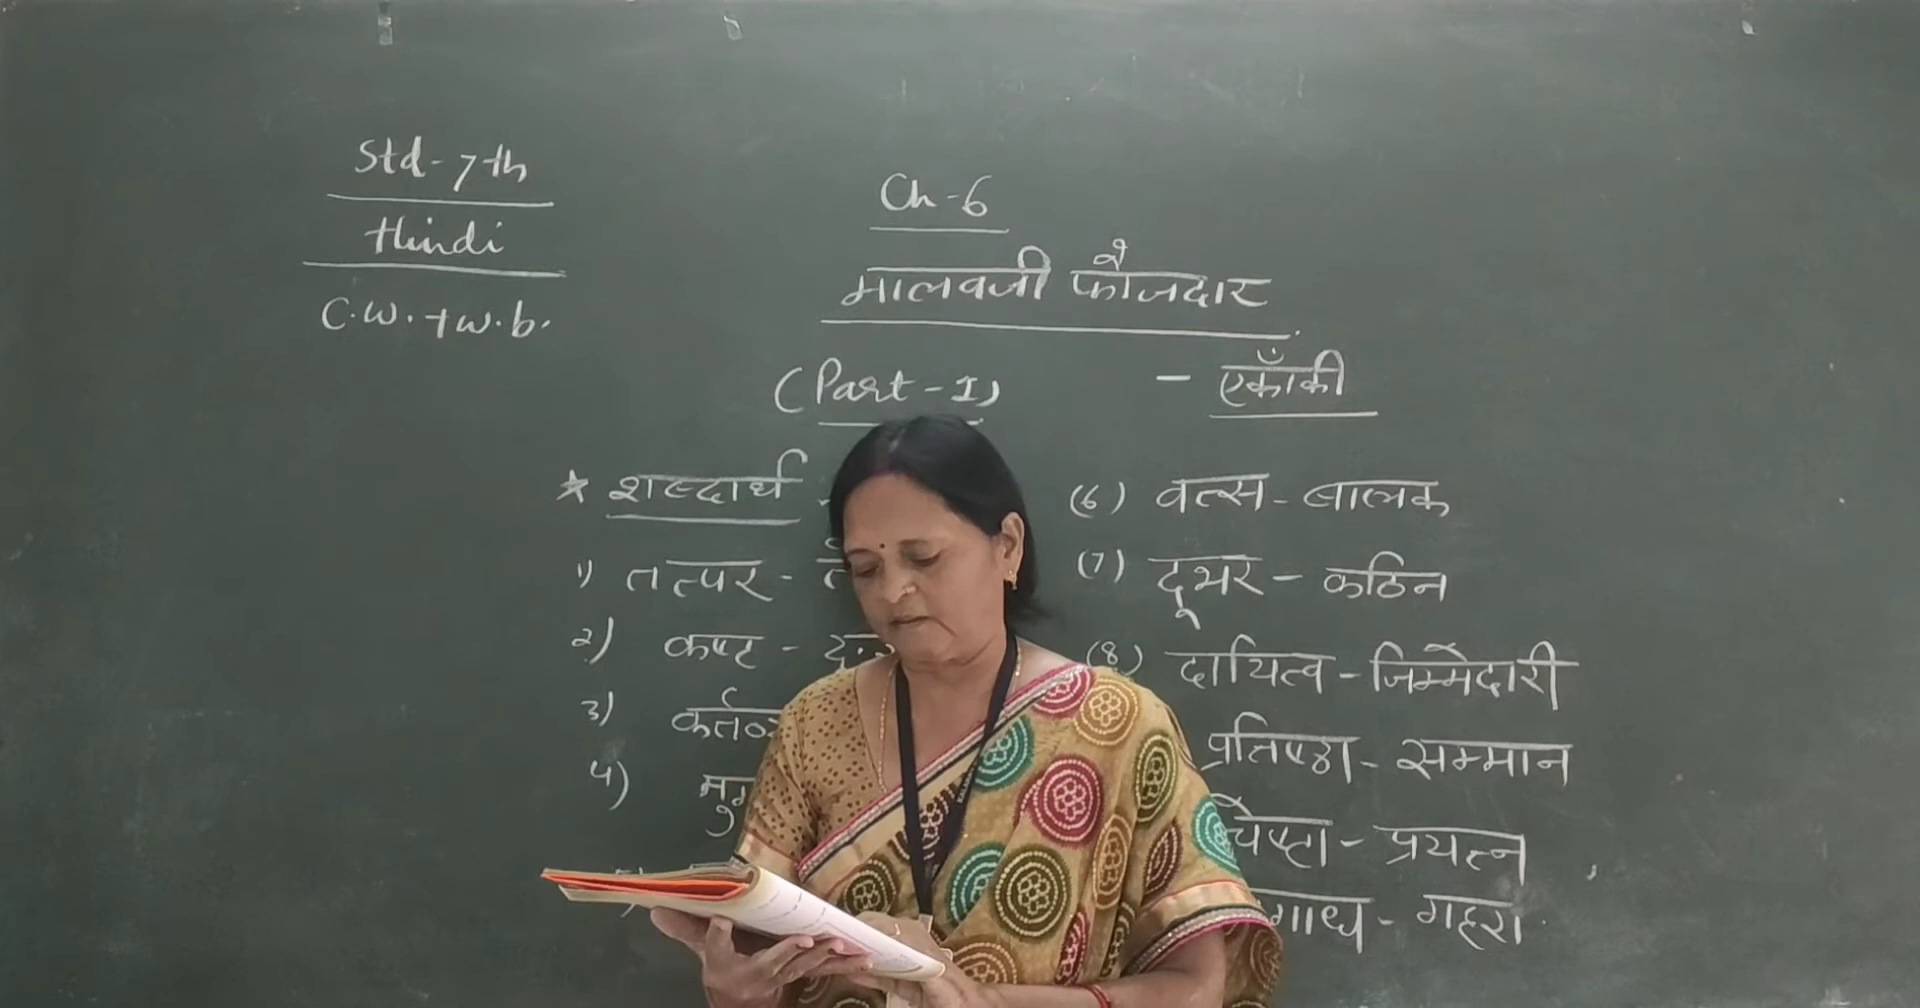 Std-7th
Hindi
C.W.+W.b.
Ch-6
मालवजी फौजदार
(Part-I)
- एकाँकी
* शब्दार्थ -
1) तत्पर -
2) कष्ट -
3)
4)
(6) वत्स - बालक
(7) दूभर - कठिन
(8) दायित्व - जिम्मेदारी
प्रतिष्ठा - सम्मान
चेष्टा - प्रयत्न
- गहरा